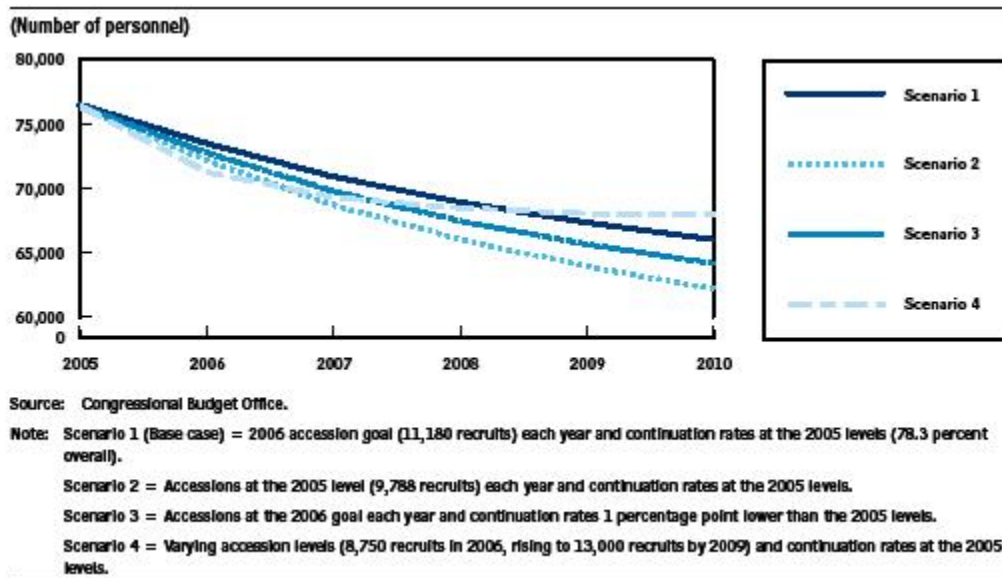 (Number of personnel)
80,000
75,000
70,000
65,000
60,000
0
2005 2006 2007 2008 2009 2010
Scenario 1
Scenario 2
Scenario 3
Scenario 4
Source: Congressional Budget Office.
Note: Scenario 1 (Base case) = 2006 accession goal (11,180 recruits) each year and continuation rates at the 2005 levels (78.3 percent
overall).
Scenario 2 = Accessions at the 2005 level (9,788 recruits) each year and continuation rates at the 2005 levels.
Scenario 3 = Accessions at the 2006 goal each year and continuation rates 1 percentage point lower than the 2005 levels.
Scenario 4 = Varying accession levels (8,750 recruits in 2006, rising to 13,000 recruits by 2009) and continuation rates at the 2005
levels.